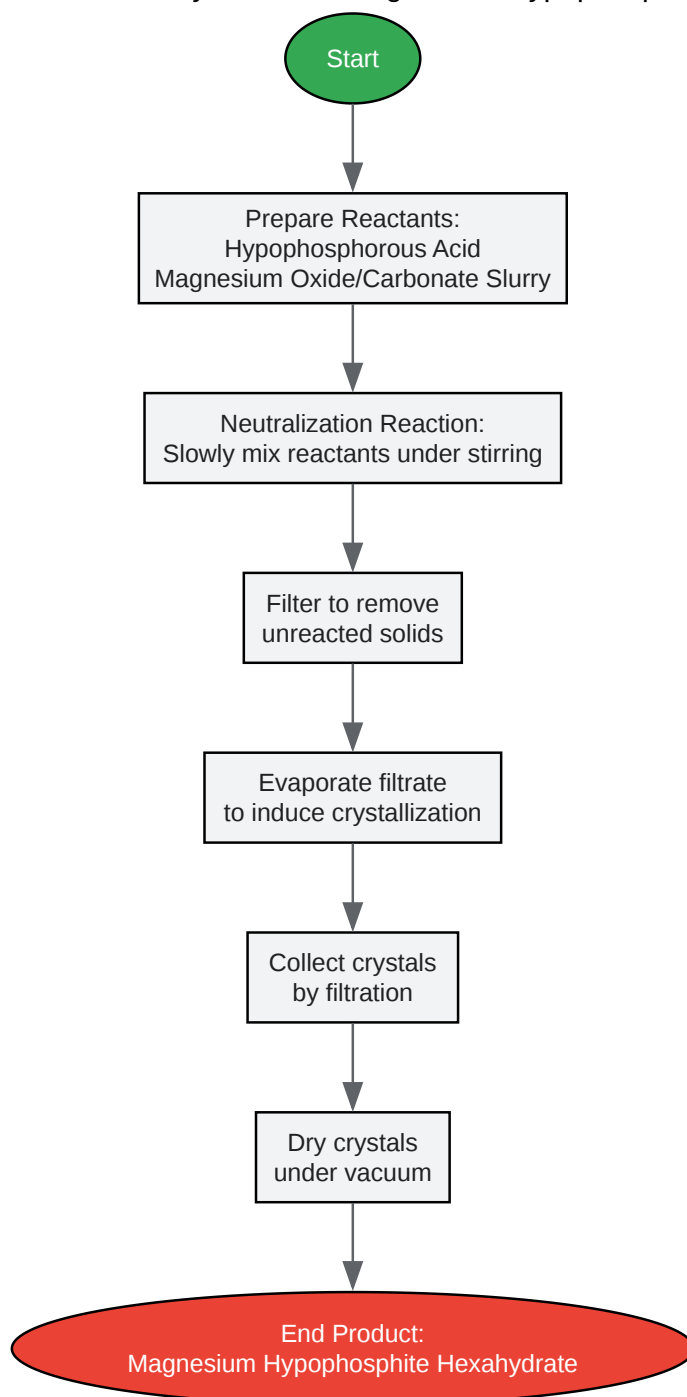 Start
Prepare Reactants:
Hypophosphorous Acid
Magnesium Oxide/Carbonate Slurry
Neutralization Reaction:
Slowly mix reactants under stirring
Filter to remove
unreacted solids
Evaporate filtrate
to induce crystallization
Collect crystals
by filtration
Dry crystals
under vacuum
End Product:
Magnesium Hypophosphite Hexahydrate